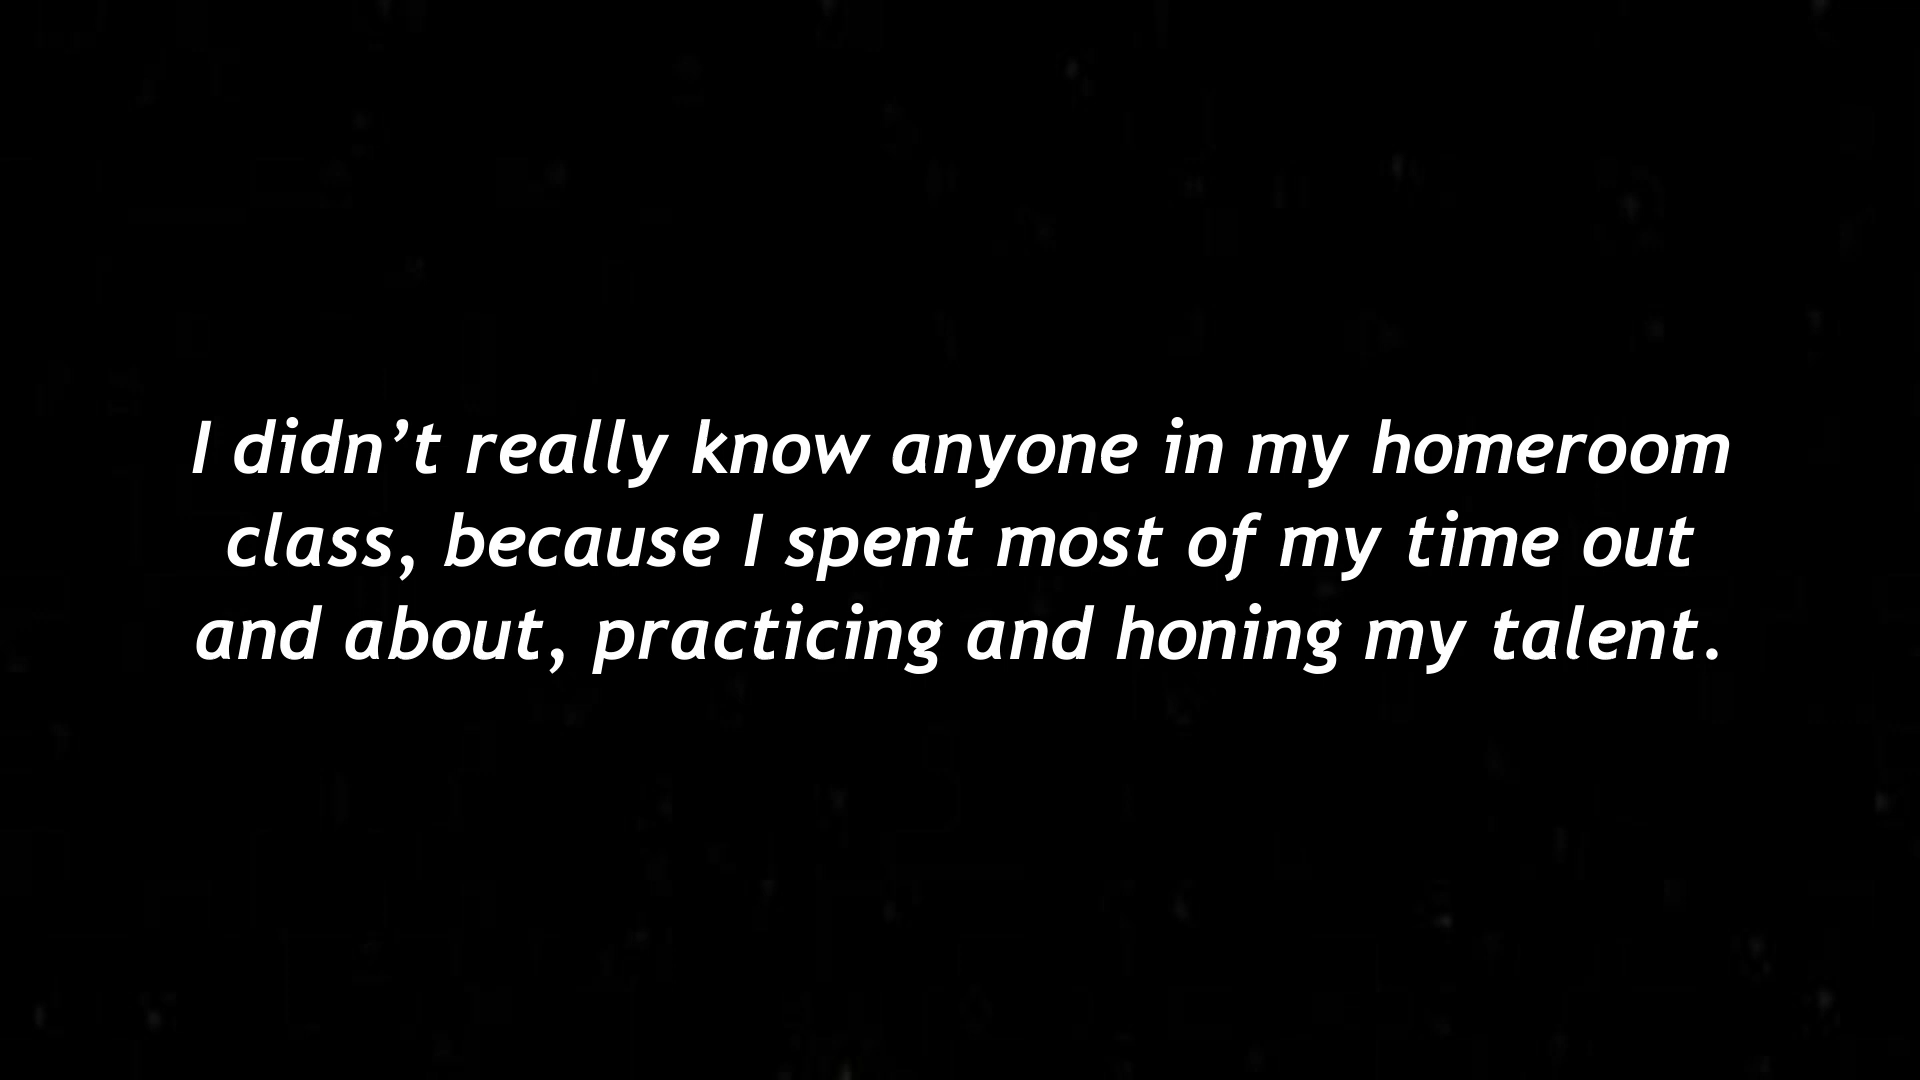 I didn’t really know anyone in my homeroom
class, because I spent most of my time out
and about, practicing and honing my talent.